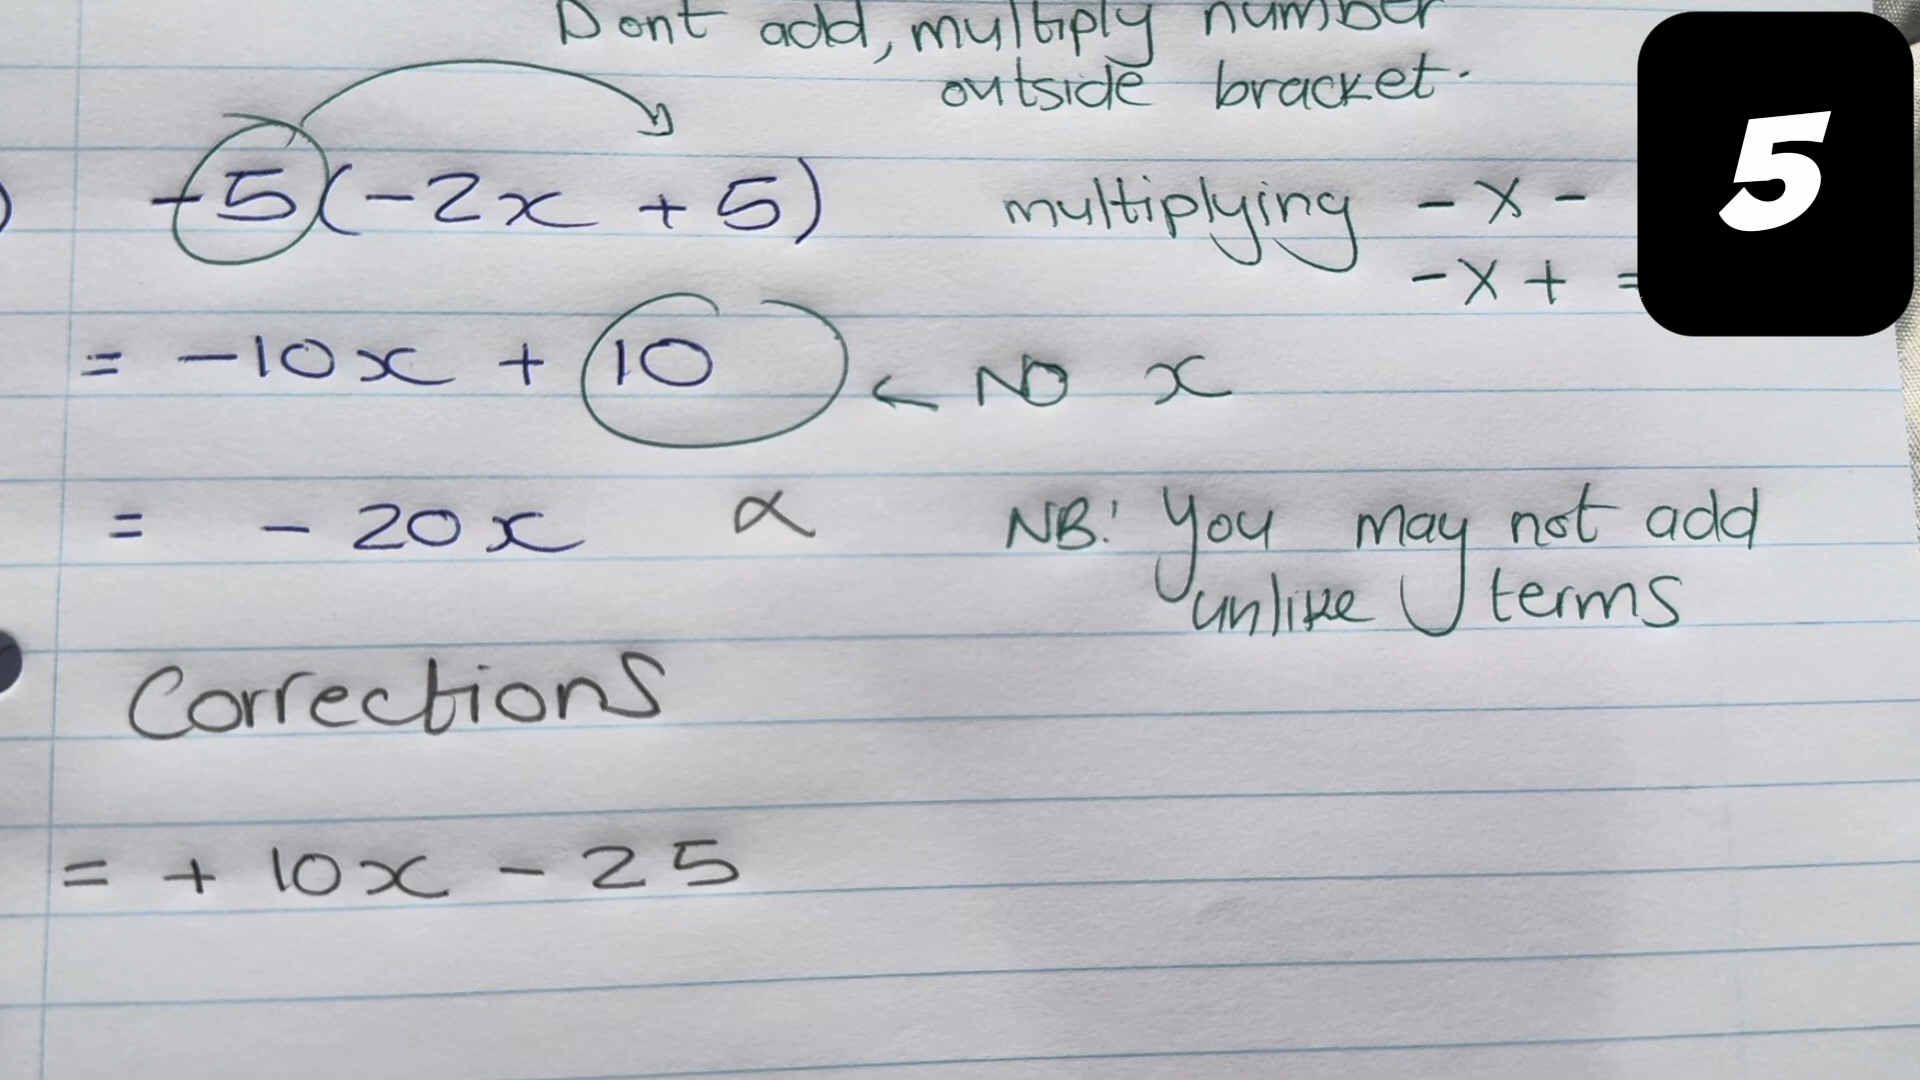 Dont add, multiply number
outside bracket.
5
) -5(-2x + 5)
multiplying - x -
- x + =
= -10x + 10
← NO x
= - 20x
NB: You may not add
unlike terms
Corrections
= + 10x - 25